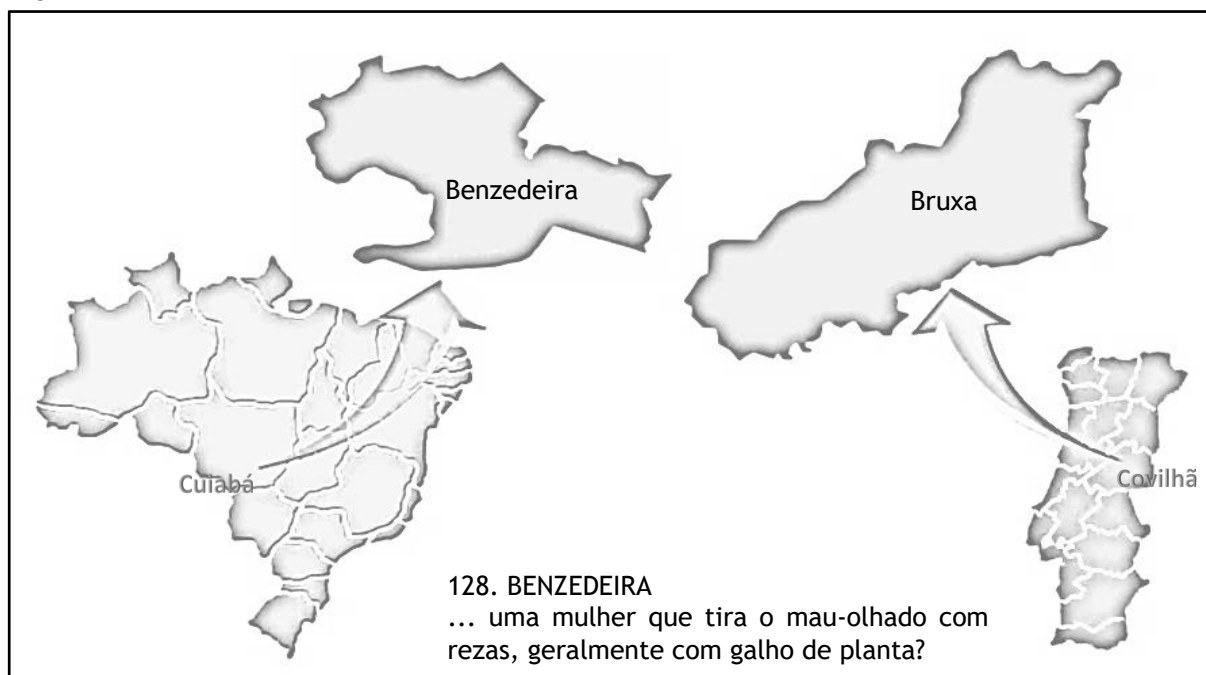 Benzedeira
Bruxa
Cuiabá
Covilhã
128. BENZEDEIRA
... uma mulher que tira o mau-olhado com
rezas, geralmente com galho de planta?